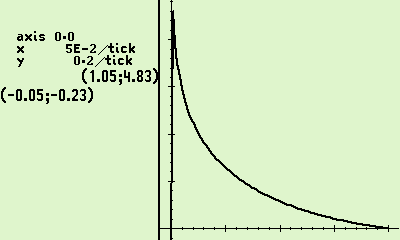 axis 0.0
x 5E-2/tick
y 0.2/tick
(1.05;4.83)
(-0.05;-0.23)